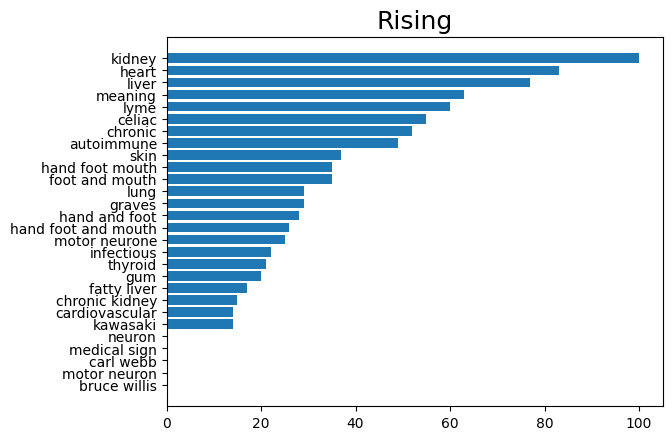 Rising
kidney
heart
liver
meaning
lyme
celiac
chronic
autoimmune
skin
hand foot mouth
foot and mouth
lung
graves
hand and foot
hand foot and mouth
motor neurone
infectious
thyroid
gum
fatty liver
chronic kidney
cardiovascular
kawasaki
neuron
medical sign
carl webb
motor neuron
bruce willis
0 20 40 60 80 100